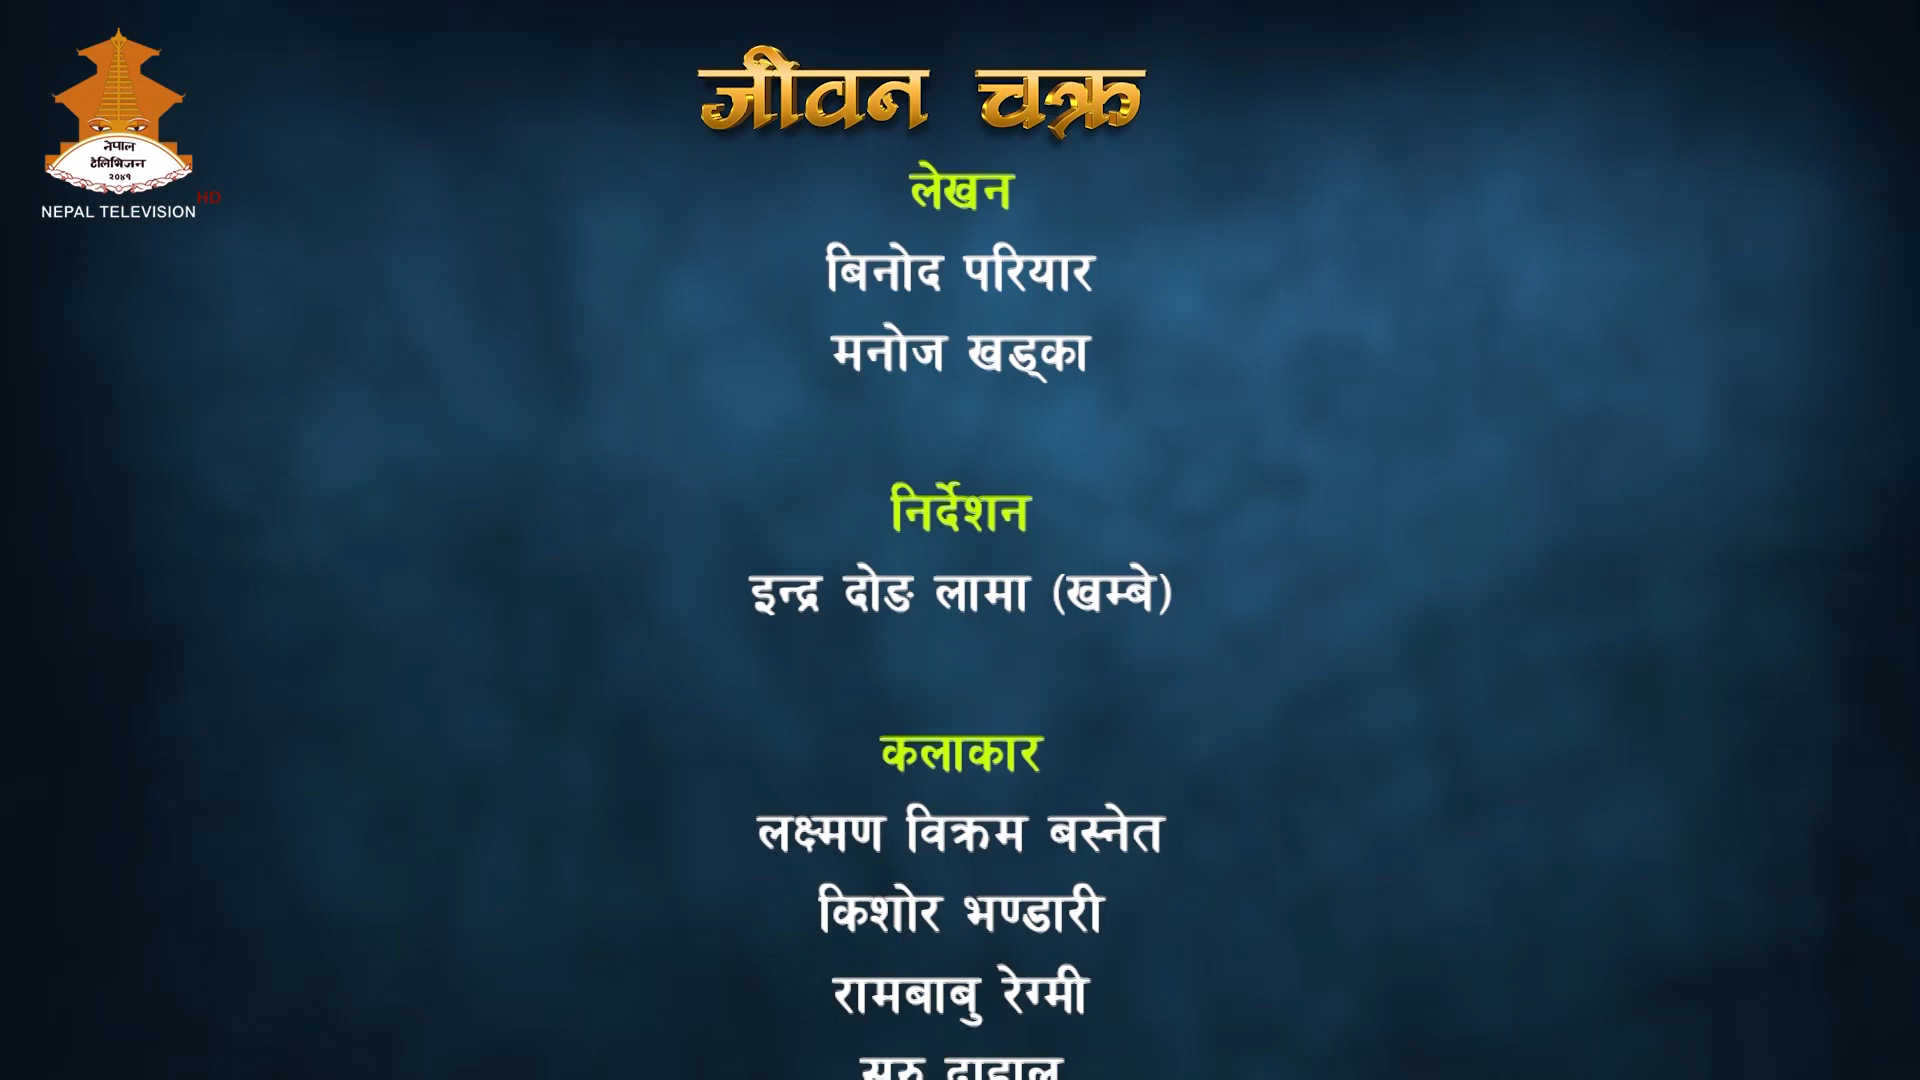 नेपाल
टेलिभिजन
२०४१
HD
NEPAL TELEVISION
जीवन चक्र
लेखन
बिनोद परियार
मनोज खड्का
निर्देशन
इन्द्र दोङ लामा (खम्बे)
कलाकार
लक्ष्मण विक्रम बस्नेत
किशोर भण्डारी
रामबाबु रेग्मी
सरु दाहाल